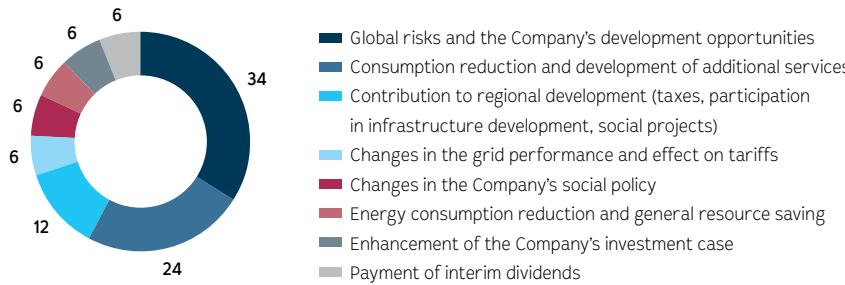 6
6
6
6
6
12
24
34
Global risks and the Company's development opportunities
Consumption reduction and development of additional services
Contribution to regional development (taxes, participation
in infrastructure development, social projects)
Changes in the grid performance and effect on tariffs
Changes in the Company's social policy
Energy consumption reduction and general resource saving
Enhancement of the Company's investment case
Payment of interim dividends